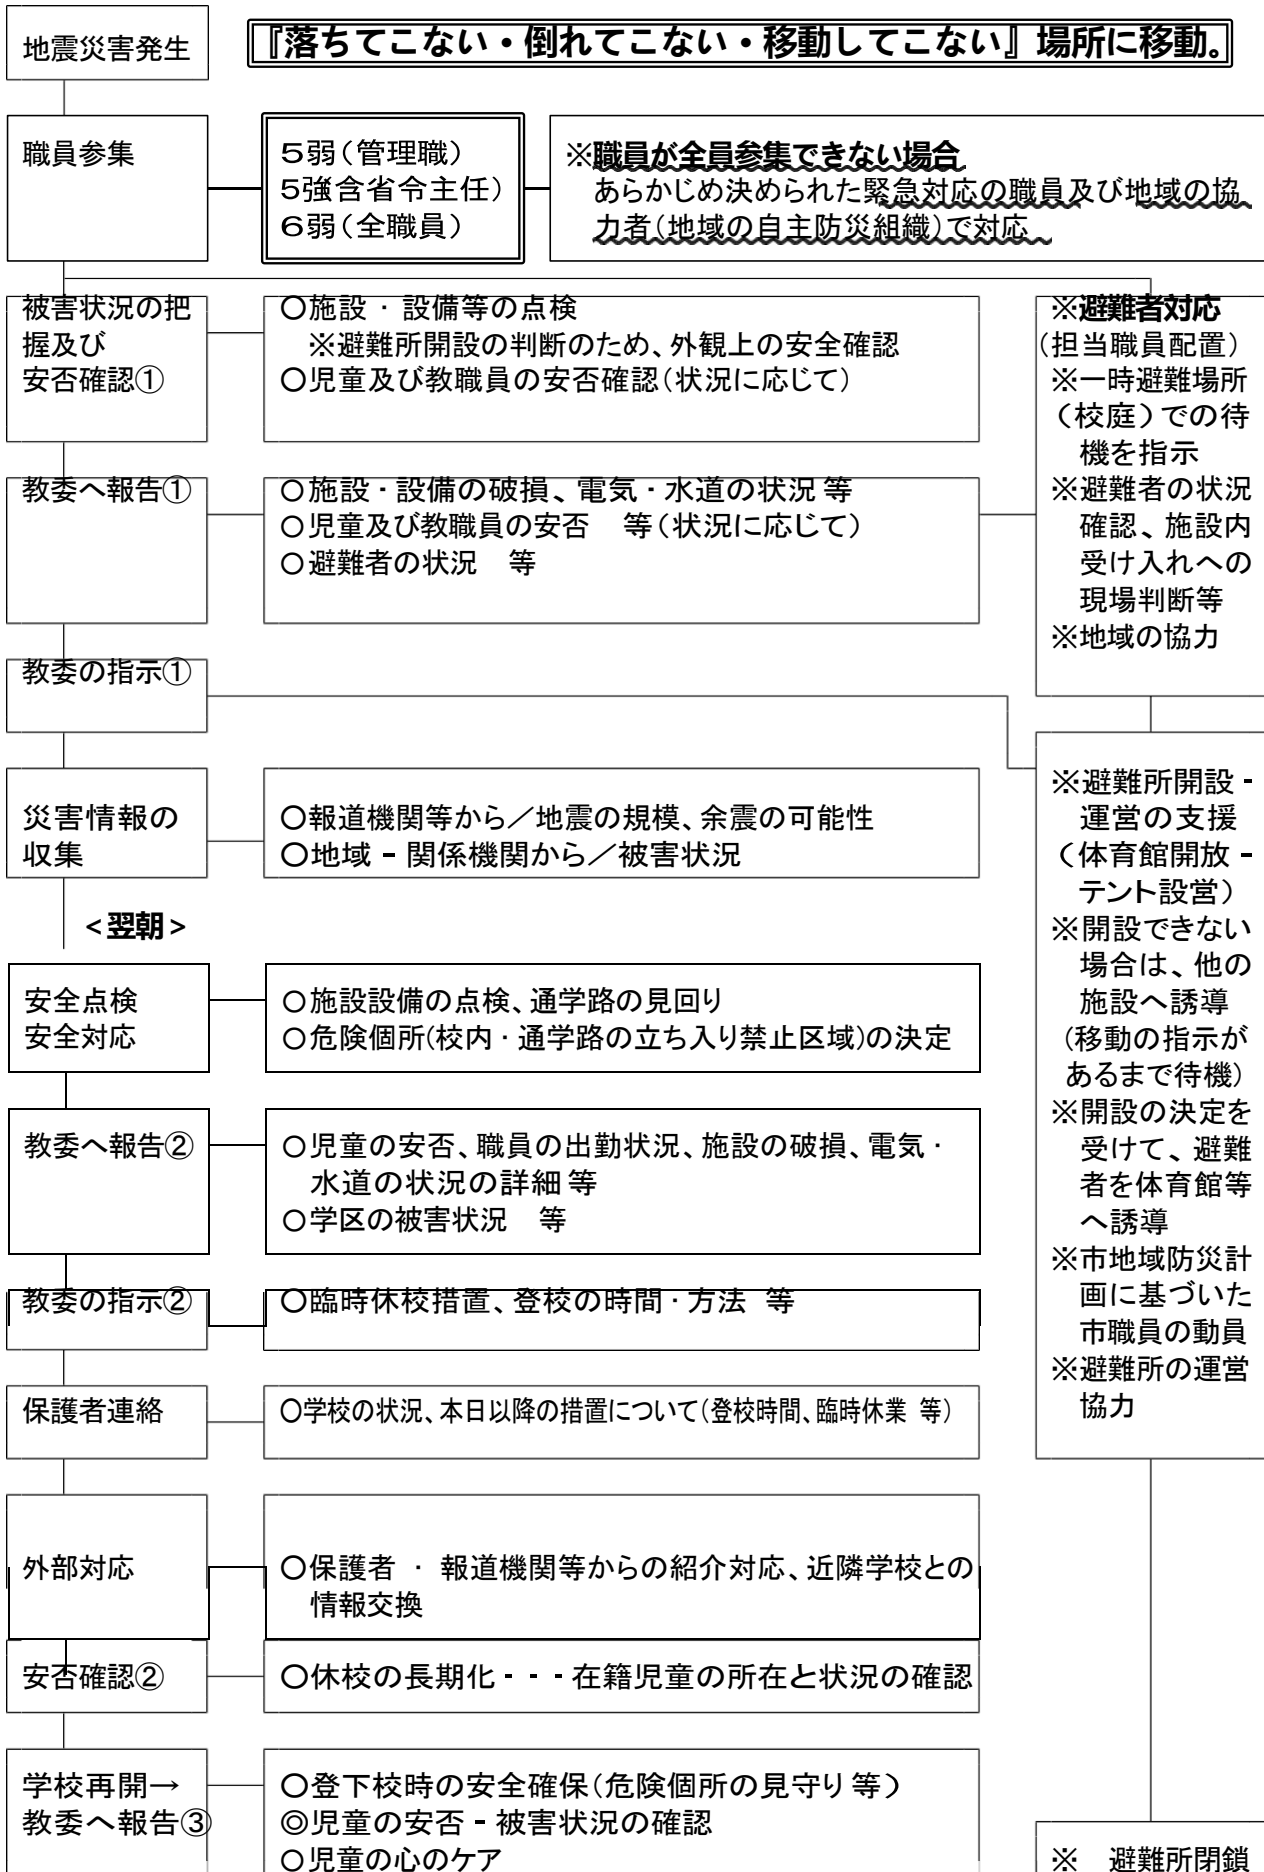 地震災害発生
『落ちてこない・倒れてこない・移動してこない』場所に移動。
職員参集
５弱(管理職)
５強含省令主任)
６弱(全職員)
※職員が全員参集できない場合
あらかじめ決められた緊急対応の職員及び地域の協
力者(地域の自主防災組織)で対応
被害状況の把
握及び
安否確認①
〇施設・設備等の点検
※避難所開設の判断のため、外観上の安全確認
〇児童及び教職員の安否確認(状況に応じて)
教委へ報告①
〇施設・設備の破損、電気・水道の状況 等
〇児童及び教職員の安否　等(状況に応じて)
〇避難者の状況　等
※避難者対応
(担当職員配置)
※一時避難場所
(校庭)での待
機を指示
※避難者の状況
確認、施設内
受け入れへの
現場判断等
※地域の協力
教委の指示①
災害情報の
収集
〇報道機関等から／地震の規模、余震の可能性
〇地域－関係機関から／被害状況
※避難所開設－
運営の支援
(体育館開放－
テント設営)
※開設できない
場合は、他の
施設へ誘導
(移動の指示が
あるまで待機)
※開設の決定を
受けて、避難
者を体育館等
へ誘導
※市地域防災計
画に基づいた
市職員の動員
※避難所の運営
協力
<翌朝>
安全点検
安全対応
〇施設設備の点検、通学路の見回り
〇危険個所(校内・通学路の立ち入り禁止区域)の決定
教委へ報告②
〇児童の安否、職員の出勤状況、施設の破損、電気・
水道の状況の詳細 等
〇学区の被害状況　等
教委の指示②
〇臨時休校措置、登校の時間・方法 等
保護者連絡
〇学校の状況、本日以降の措置について(登校時間、臨時休業 等)
外部対応
〇保護者 ・ 報道機関等からの紹介対応、近隣学校との
情報交換
安否確認②
〇休校の長期化---在籍児童の所在と状況の確認
学校再開→
教委へ報告③
〇登下校時の安全確保(危険個所の見守り 等)
◎児童の安否－被害状況の確認
〇児童の心のケア
※　避難所閉鎖